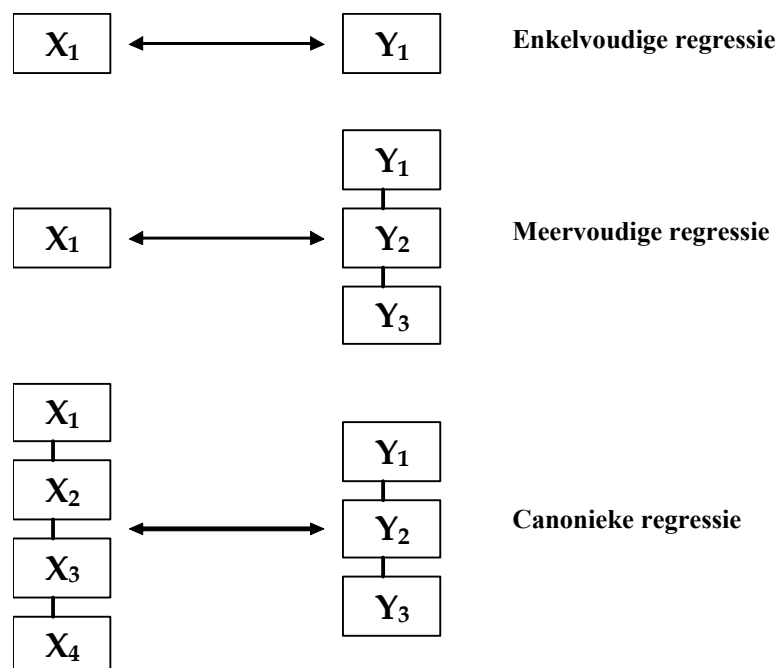 X₁ Y₁ Enkelvoudige regressie
Y₁
X₁ Y₂ Meervoudige regressie
Y₃
X₁
Y₁
X₂
Y₂ Canonieke regressie
X₃
Y₃
X₄